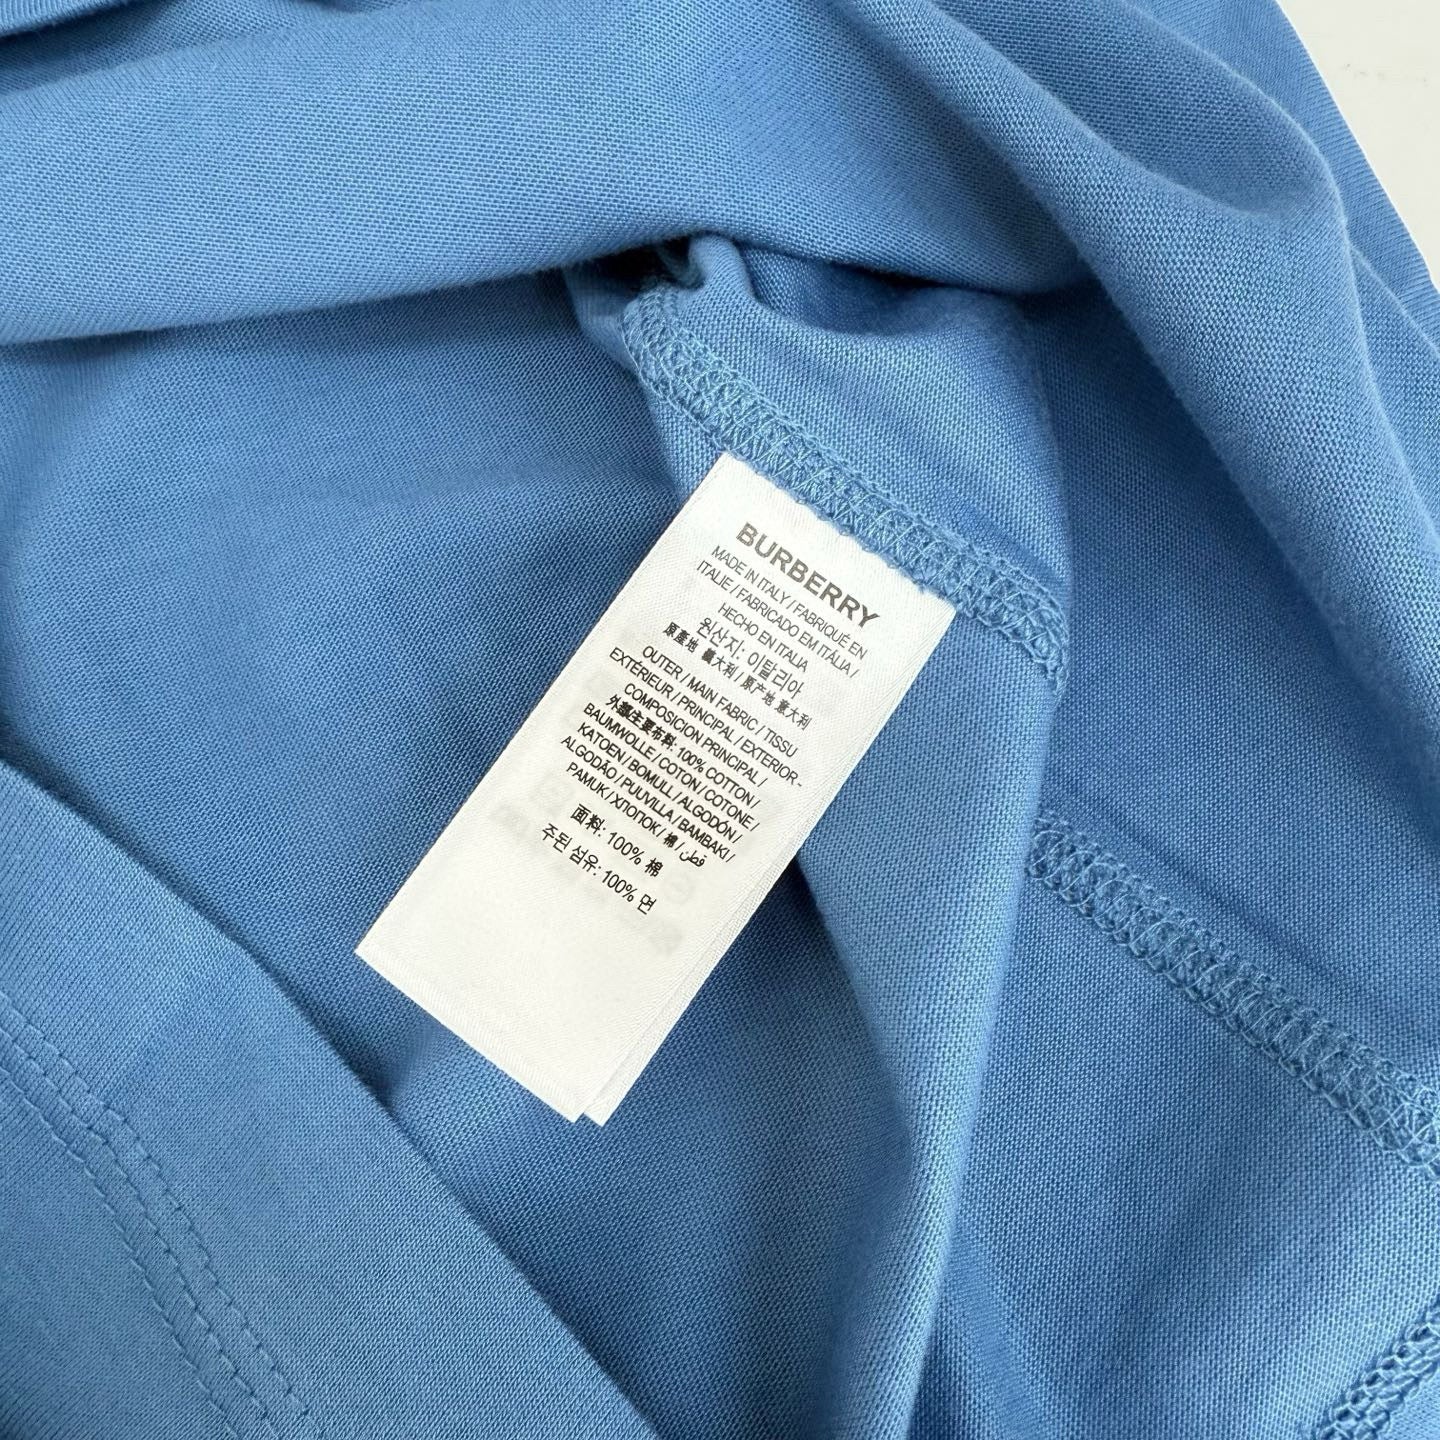 BURBERRY
MADE IN ITALY / FABRIQUÉ EN
ITALIE / FABRICADO EM ITÁLIA /
HECHO EN ITALIA
원산지: 이탈리아
原產地 義大利 / 原产地 意大利
OUTER / MAIN FABRIC / TISSU
EXTÉRIEUR / PRINCIPAL / EXTERIOR-
COMPOSICION PRINCIPAL /
外部主要布料: 100% COTTON /
BAUMWOLLE / COTON / COTONE /
KATOEN / BOMULL / ALGODÓN /
ALGODÃO / PUUVILLA / BAMBAKI /
PAMUK / ХЛОПОК / 棉 / قطن
面料: 100% 棉
주된 섬유: 100% 면